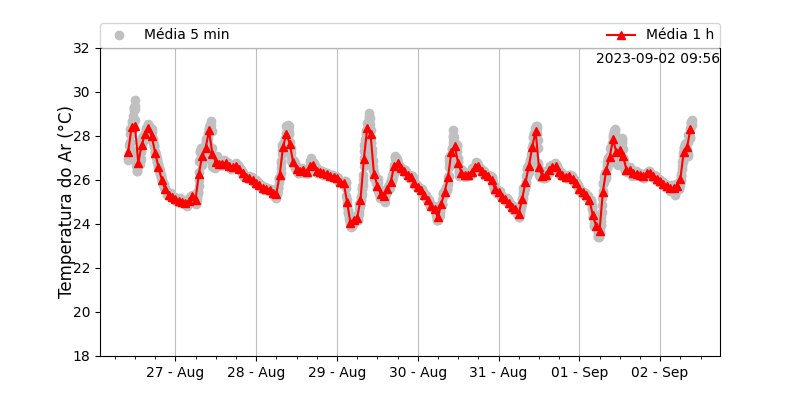 Média 5 min
Média 1 h
2023-09-02 09:56
Temperatura do Ar (°C)
32
30
28
26
24
22
20
18
27 - Aug
28 - Aug
29 - Aug
30 - Aug
31 - Aug
01 - Sep
02 - Sep